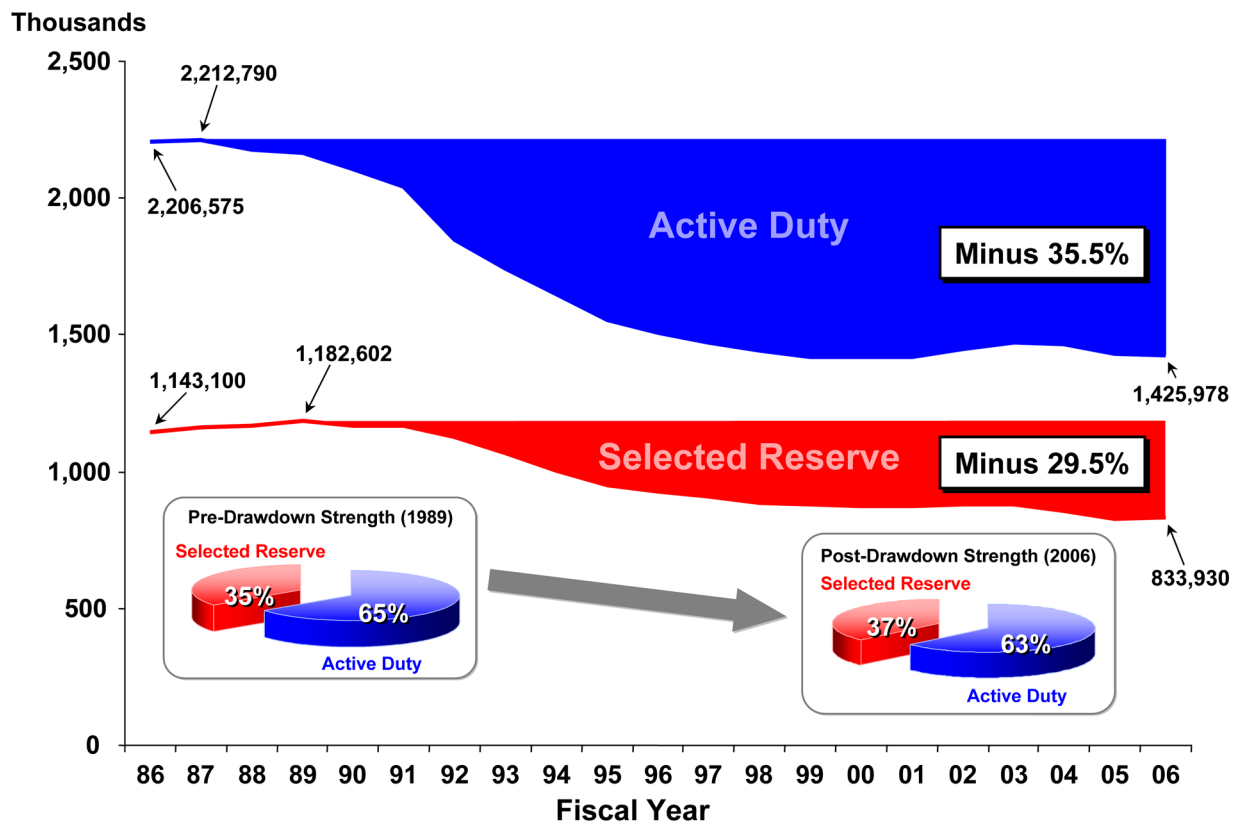 Thousands
2,500
2,000
1,500
1,000
500
0
2,212,790
2,206,575
Active Duty
Minus 35.5%
1,425,978
1,182,602
1,143,100
Selected Reserve
Minus 29.5%
833,930
Pre-Drawdown Strength (1989)
Selected Reserve
35%
65%
Active Duty
Post-Drawdown Strength (2006)
Selected Reserve
37%
63%
Active Duty
86 87 88 89 90 91 92 93 94 95 96 97 98 99 00 01 02 03 04 05 06
Fiscal Year